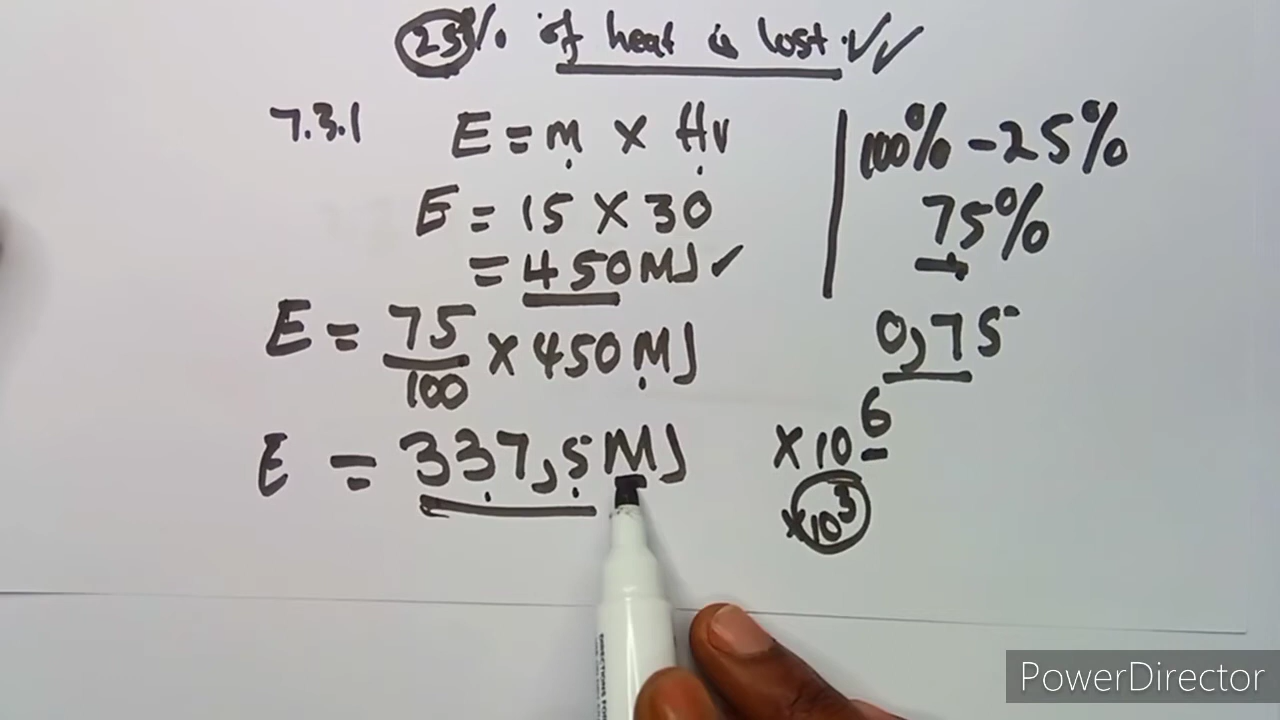 25% of heat is lost.✓✓
7.3.1 E = m × Hv
E = 15 × 30
= 450MJ ✓
E = 75/100 × 450MJ
E = 337,5MJ
100% - 25%
75%
0,75
×10⁶
×10³
PowerDirector